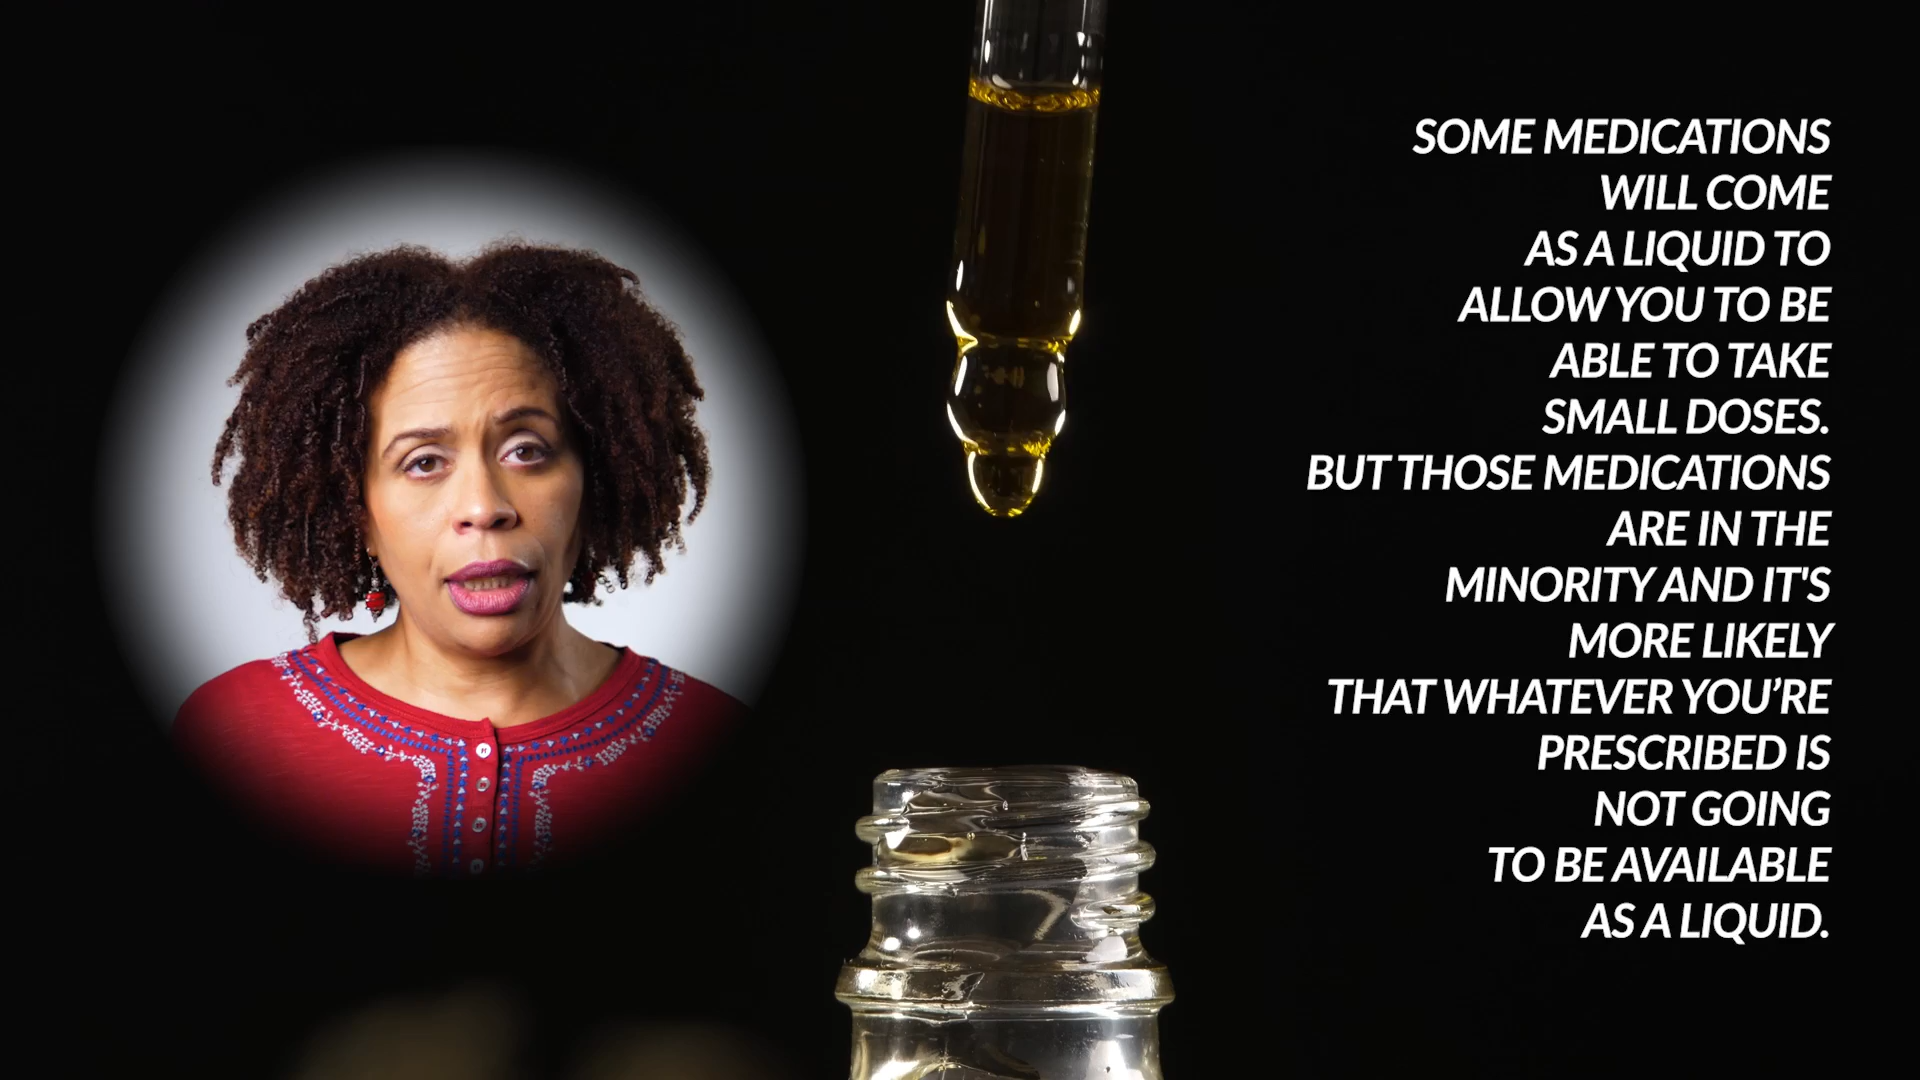 SOME MEDICATIONS
WILL COME
AS A LIQUID TO
ALLOW YOU TO BE
ABLE TO TAKE
SMALL DOSES.
BUT THOSE MEDICATIONS
ARE IN THE
MINORITY AND IT'S
MORE LIKELY
THAT WHATEVER YOU’RE
PRESCRIBED IS
NOT GOING
TO BE AVAILABLE
AS A LIQUID.